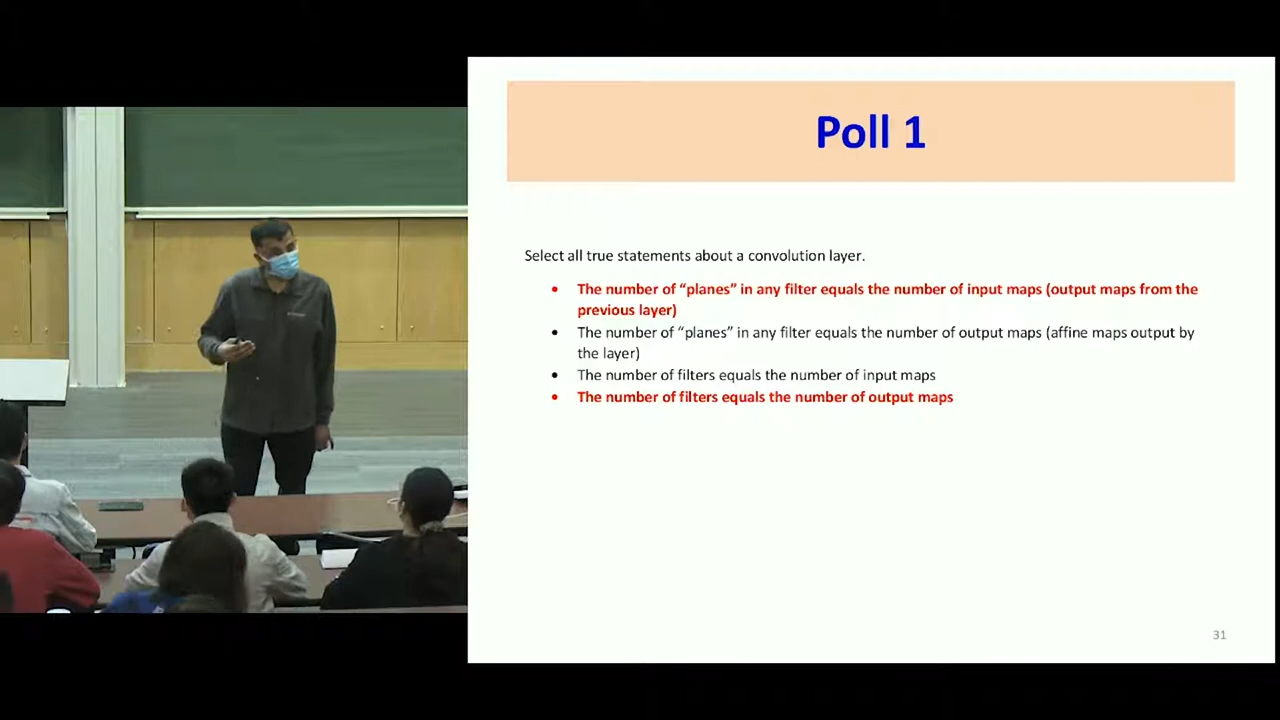 Poll 1
Select all true statements about a convolution layer.
• The number of “planes” in any filter equals the number of input maps (output maps from the
previous layer)
• The number of “planes” in any filter equals the number of output maps (affine maps output by
the layer)
• The number of filters equals the number of input maps
• The number of filters equals the number of output maps
31